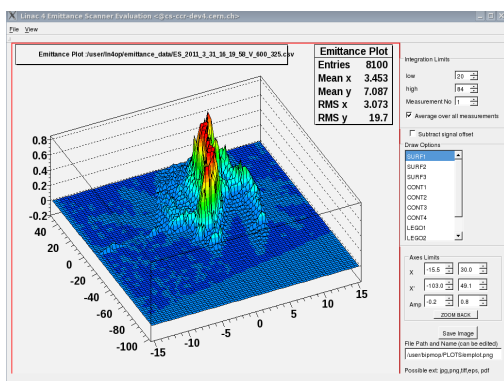 Linac 4 Emittance Scanner Evaluation <@cs-ccr-dev4.cern.ch>
File View
Emittance Plot :/user/ln4op/emittance_data/ES_2011_3_31_16_19_58_V_600_325.csv
Emittance Plot
Entries 8100
Mean x 3.453
Mean y 7.087
RMS x 3.073
RMS y 19.7
0.8
0.6
0.4
0.2
0
-0.2
40
20
0
-20
-40
-60
-80
-100
-15
-10
-5
0
5
10
15
Integration Limits
low 20
high 84
Measurement No 1
Average over all measurements
Subtract signal offset
Draw Options
SURF1
SURF2
SURF3
CONT1
CONT2
CONT3
CONT4
LEGO1
LEGO2
Axes Limits
X -15.5 30.0
X' -103.0 49.1
Amp -0.2 0.8
ZOOM BACK
Save Image
File Path and Name (can be edited)
/user/bipmop/PLOTS/emplot.png
Possible ext: jpg,png,tiff,eps, pdf